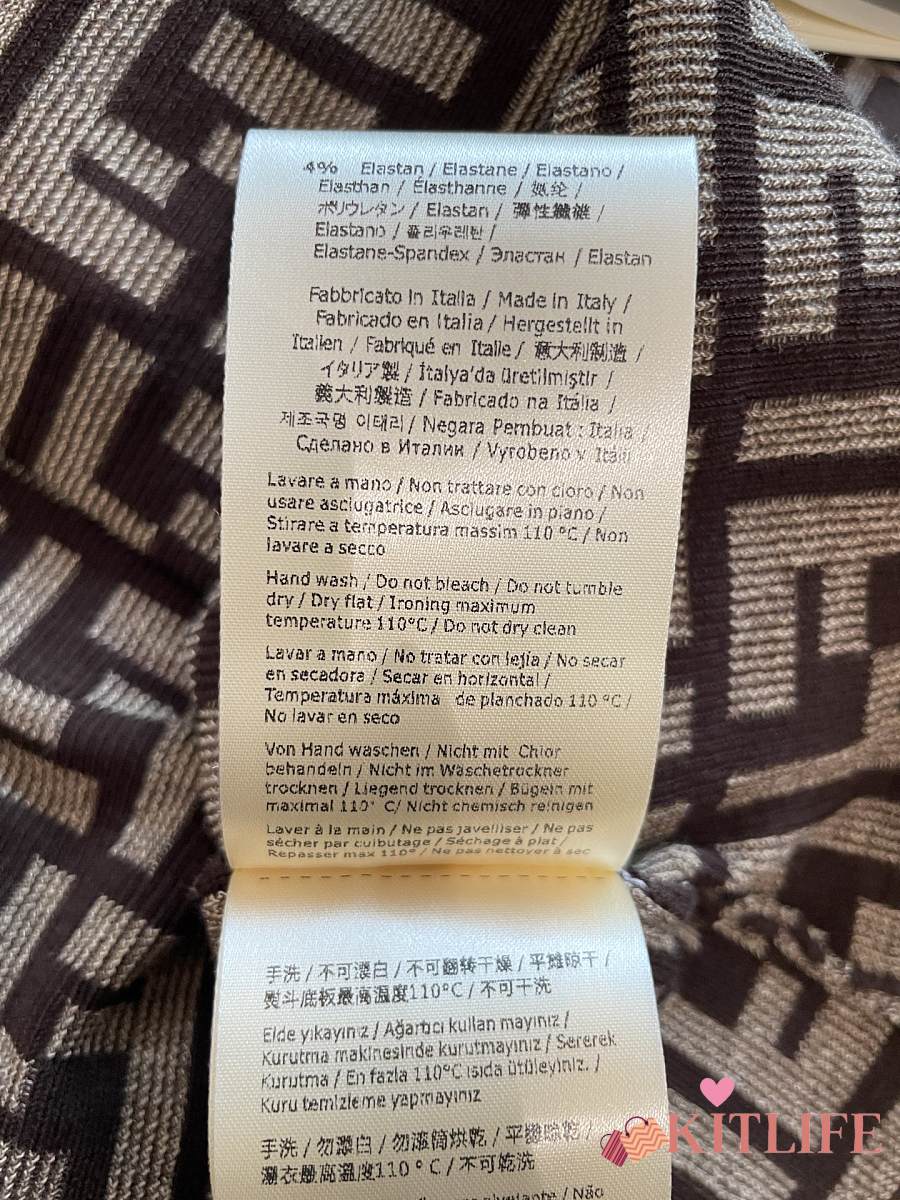 4% Elastan / Elastane / Elastano /
Elasthan / Élasthanne / 氨纶 /
ポリウレタン / Elastan / 彈性纖維 /
Elastano / 폴리우레탄 /
Elastane-Spandex / Эластан / Elastan
Fabbricato in Italia / Made in Italy /
Fabricado en Italia / Hergestellt in
Italien / Fabriqué en Italie / 意大利制造 /
イタリア製 / İtalya'da üretilmiştir /
義大利製造 / Fabricado na Itália /
제조국명 이태리 / Negara Pembuat : Italia /
Сделано в Италии / Vyrobeno v Itálii
Lavare a mano / Non trattare con cloro / Non
usare asciugatrice / Asciugare in piano /
Stirare a temperatura massim 110 °C / Non
lavare a secco
Hand wash / Do not bleach / Do not tumble
dry / Dry flat / Ironing maximum
temperature 110°C / Do not dry clean
Lavar a mano / No tratar con lejía / No secar
en secadora / Secar en horizontal /
Temperatura máxima de planchado 110 °C /
No lavar en seco
Von Hand waschen / Nicht mit Chlor
behandeln / Nicht im Wäschetrockner
trocknen / Liegend trocknen / Bügeln mit
maximal 110° C/ Nicht chemisch reinigen
Laver à la main / Ne pas javelliser / Ne pas
sécher par culbutage / Séchage à plat /
Repasser max 110° / Ne pas nettoyer à sec
手洗 / 不可漂白 / 不可翻转干燥 / 平摊晾干 /
熨斗底板最高温度110°C / 不可干洗
Elde yıkayınız / Ağartıcı kullan mayınız /
Kurutma makinesinde kurutmayınız / Sererek
Kurutma / En fazla 110°C ısıda ütüleyiniz. /
Kuru temizleme yapmayınız
手洗 / 勿漂白 / 勿滾筒烘乾 / 平攤晾乾 /
燙衣最高溫度110°C / 不可乾洗
/ Não
KITLIFE